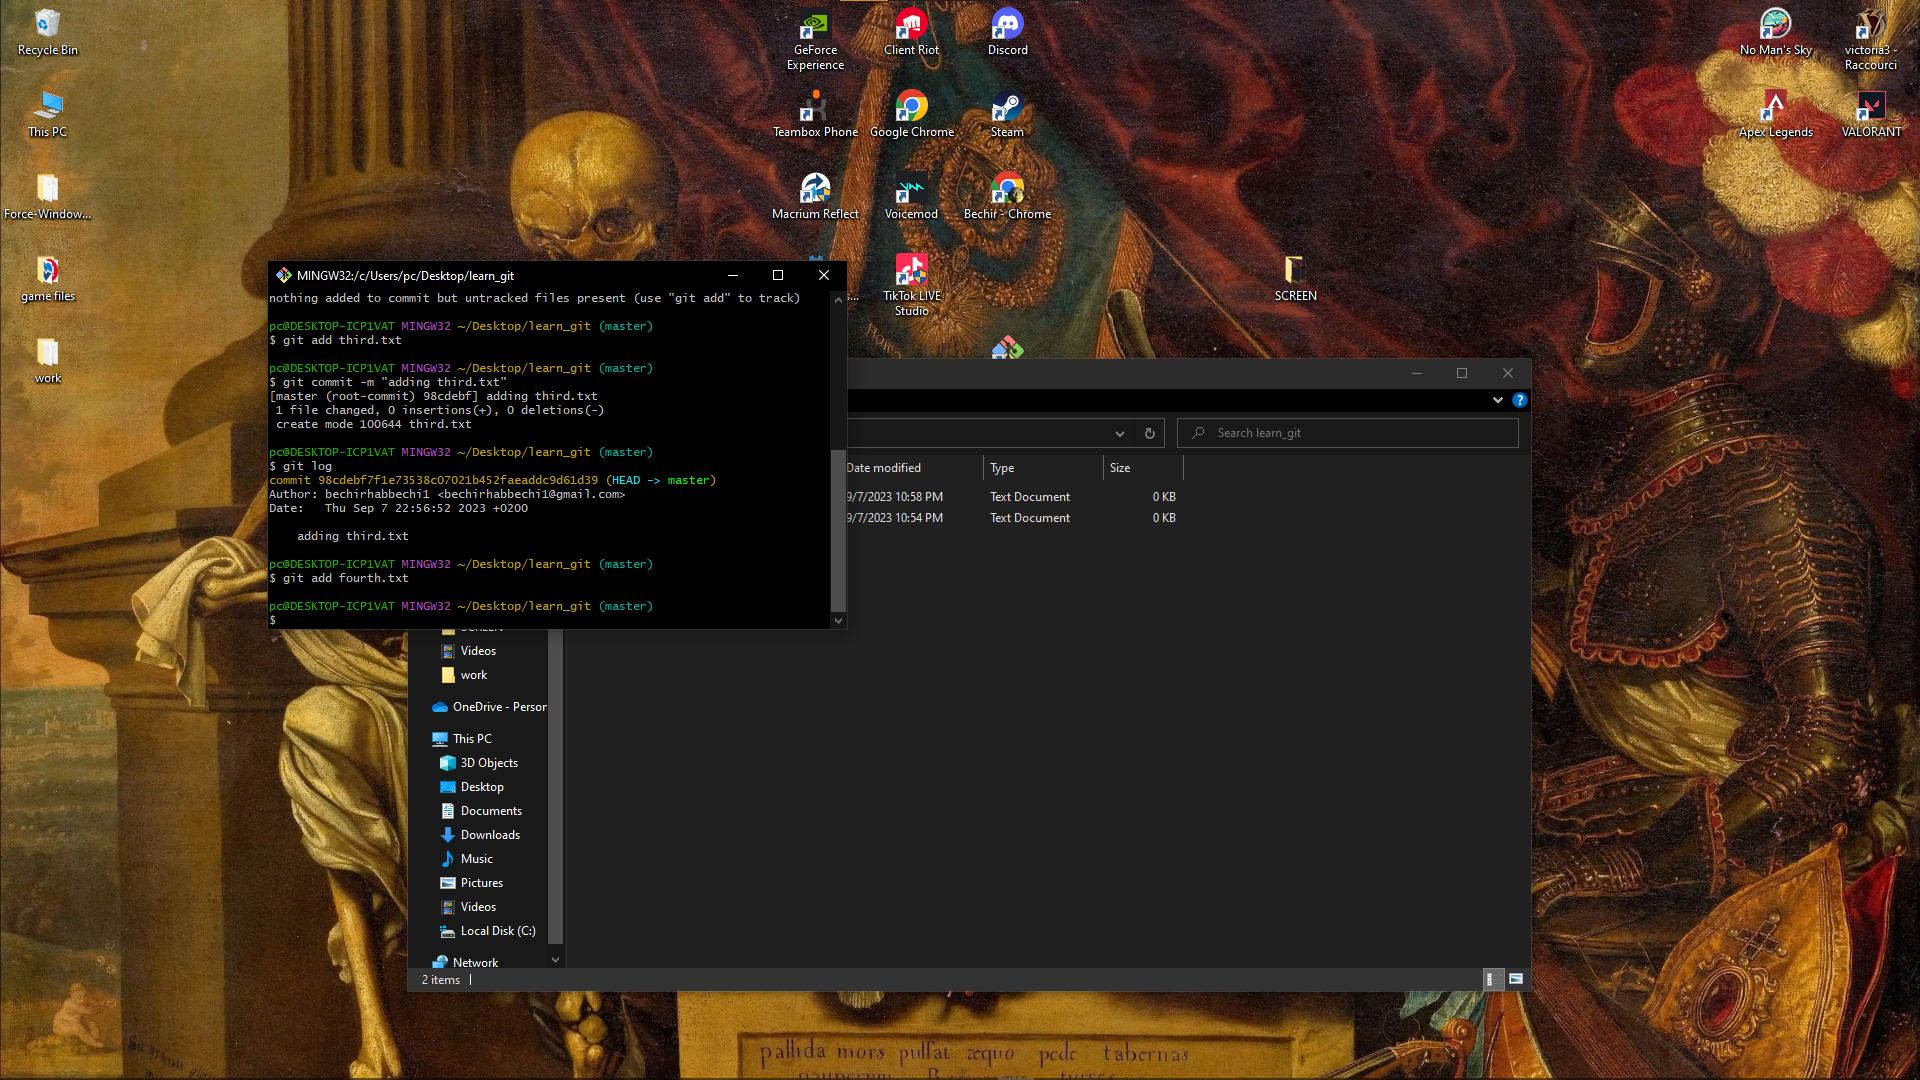 Recycle Bin
This PC
Force-Window...
game files
work
GeForce
Experience
Client Riot
Discord
Teambox Phone
Google Chrome
Steam
Macrium Reflect
Voicemod
Bechir - Chrome
TikTok LIVE
Studio
SCREEN
No Man's Sky
victoria3 -
Raccourci
Apex Legends
VALORANT
MINGW32:/c/Users/pc/Desktop/learn_git
nothing added to commit but untracked files present (use "git add" to track)
pc@DESKTOP-ICP1VAT MINGW32 ~/Desktop/learn_git (master)
$ git add third.txt
pc@DESKTOP-ICP1VAT MINGW32 ~/Desktop/learn_git (master)
$ git commit -m "adding third.txt"
[master (root-commit) 98cdebf] adding third.txt
1 file changed, 0 insertions(+), 0 deletions(-)
create mode 100644 third.txt
pc@DESKTOP-ICP1VAT MINGW32 ~/Desktop/learn_git (master)
$ git log
commit 98cdebf7f1e73538c07021b452faeaddc9d61d39 (HEAD -> master)
Author: bechirhabbechi1 <bechirhabbechi1@gmail.com>
Date: Thu Sep 7 22:56:52 2023 +0200
adding third.txt
pc@DESKTOP-ICP1VAT MINGW32 ~/Desktop/learn_git (master)
$ git add fourth.txt
pc@DESKTOP-ICP1VAT MINGW32 ~/Desktop/learn_git (master)
$
Search learn_git
Date modified
Type
Size
9/7/2023 10:58 PM Text Document 0 KB
9/7/2023 10:54 PM Text Document 0 KB
Videos
work
OneDrive - Person
This PC
3D Objects
Desktop
Documents
Downloads
Music
Pictures
Videos
Local Disk (C:)
Network
2 items
pallida mors pulsat æquo pede tabernas